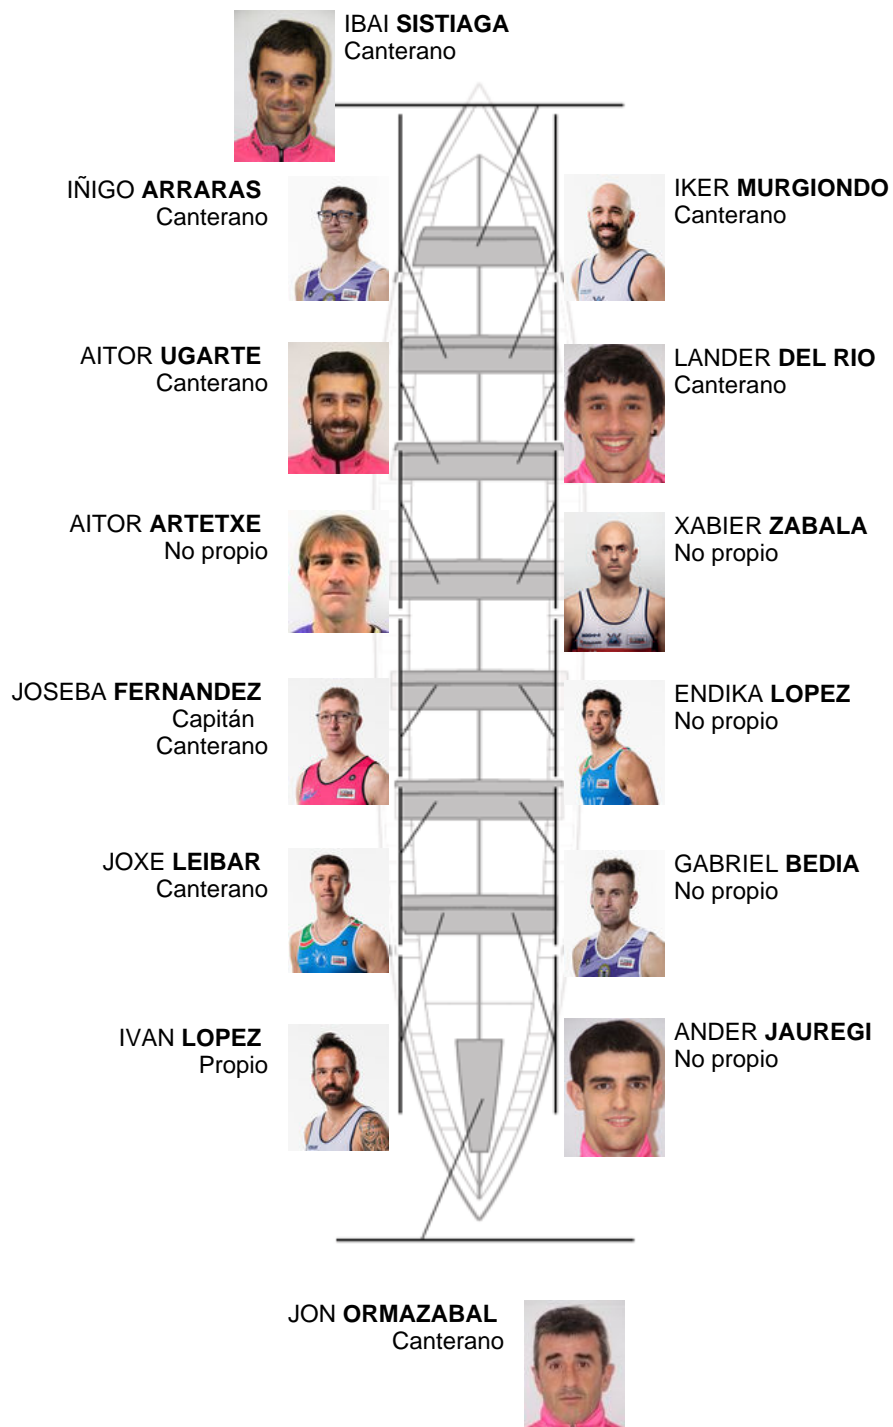 IBAI SISTIAGA
Canterano
IÑIGO ARRARAS
Canterano
IKER MURGIONDO
Canterano
AITOR UGARTE
Canterano
LANDER DEL RIO
Canterano
AITOR ARTETXE
No propio
XABIER ZABALA
No propio
JOSEBA FERNANDEZ
Capitán
Canterano
ENDIKA LOPEZ
No propio
JOXE LEIBAR
Canterano
GABRIEL BEDIA
No propio
IVAN LOPEZ
Propio
ANDER JAUREGI
No propio
JON ORMAZABAL
Canterano